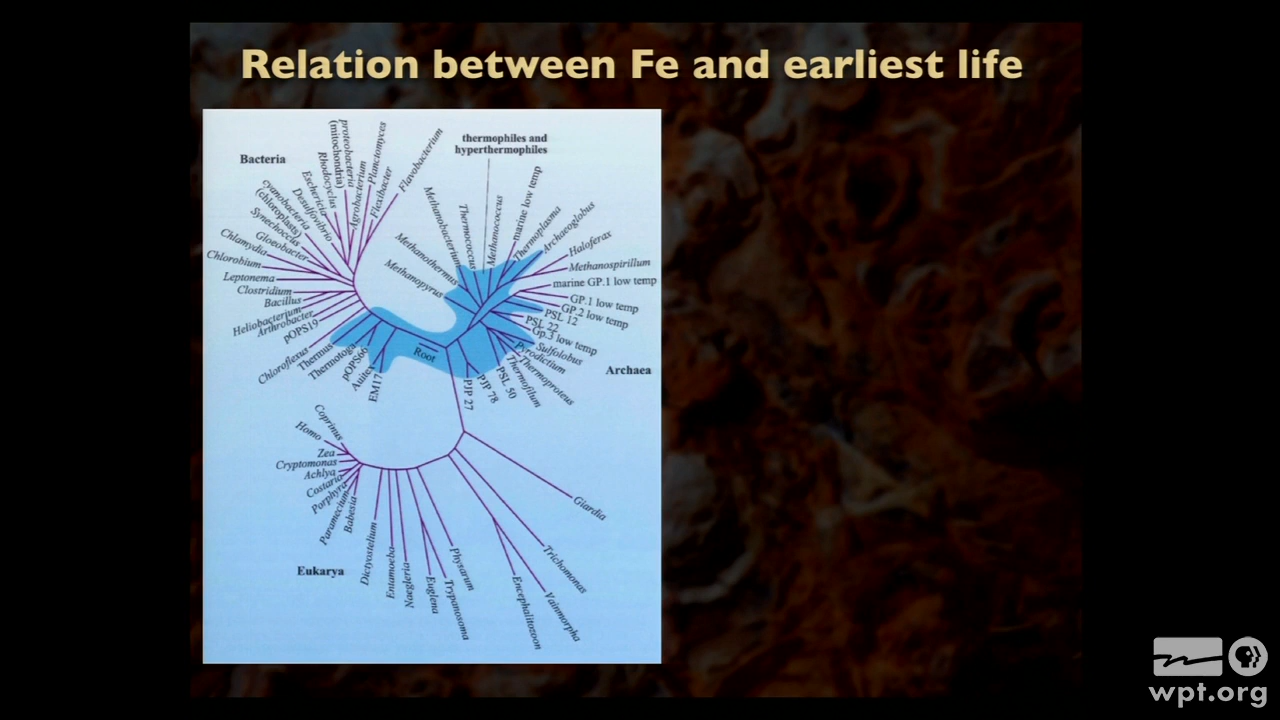 Relation between Fe and earliest life
Bacteria
thermophiles and
hyperthermophiles
proteobacteria
(mitochondria)
Planctomyces
Rhodocyclus
Agrobacterium
Flexibacter
Flavobacterium
Escherichia
Desulfovibrio
cyanobacteria
(chloroplasts)
Synechoccus
Gloeobacter
Chlamydia
Chlorobium
Leptonema
Clostridium
Bacillus
Heliobacterium
Arthrobacter
pOPS19
Chloroflexus
Thermus
Thermotoga
pOPS66
EM17
Root
Methanopyrus
Methanothermus
Methanobacterium
Thermococcus
Methanococcus
marine low temp
Thermoplasma
Archaeoglobus
Haloferax
Methanospirillum
marine GP.1 low temp
GP.1 low temp
GP.2 low temp
PSL 12
PSL 22
Gp.3 low temp
Sulfolobus
Pyrodictium
Thermoproteus
Thermofilum
PSL 50
PJP 78
PJP 27
Archaea
Coprinus
Homo
Zea
Cryptomonas
Achlya
Costaria
Porphyra
Paramecium
Babesia
Dictyostelium
Entamoeba
Naegleria
Euglena
Trypanosoma
Physarum
Encephalitozoon
Vairimorpha
Trichomonas
Giardia
Eukarya
wpt.org